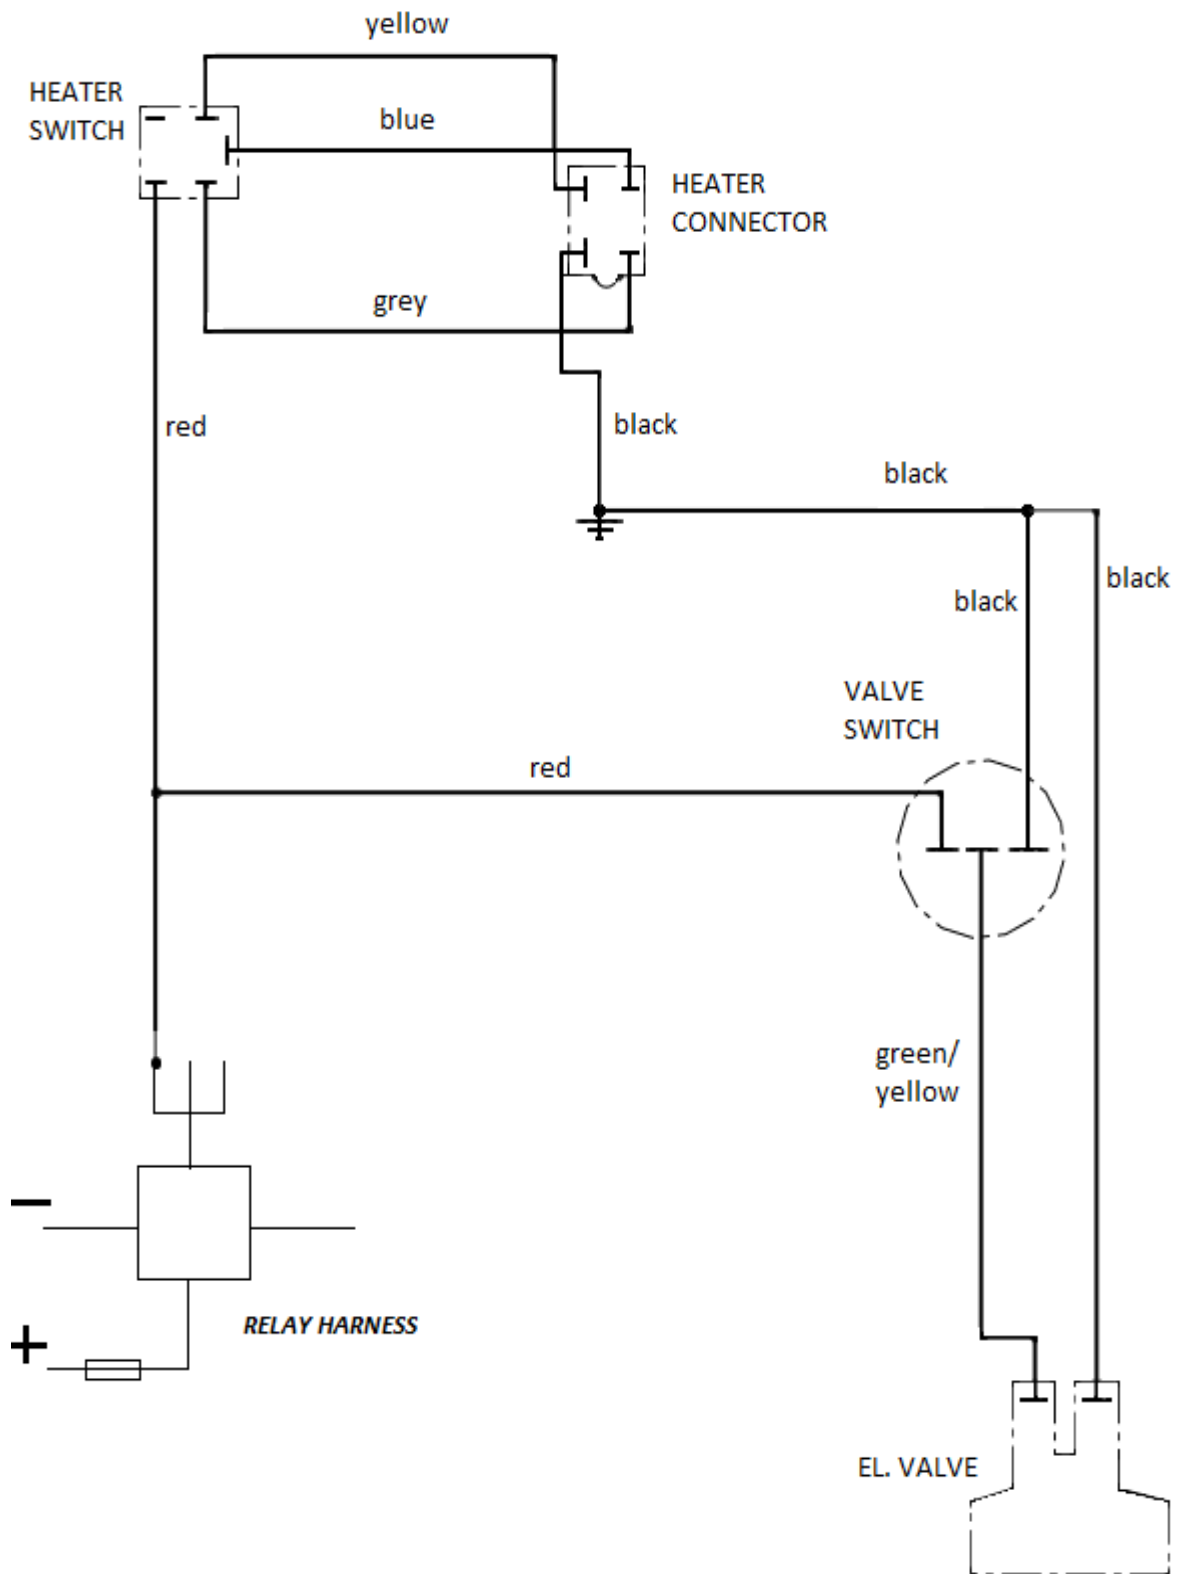 yellow
HEATER
SWITCH
blue
HEATER
CONNECTOR
grey
red
black
black
black
black
VALVE
SWITCH
red
green/
yellow
−
RELAY HARNESS
+
EL. VALVE